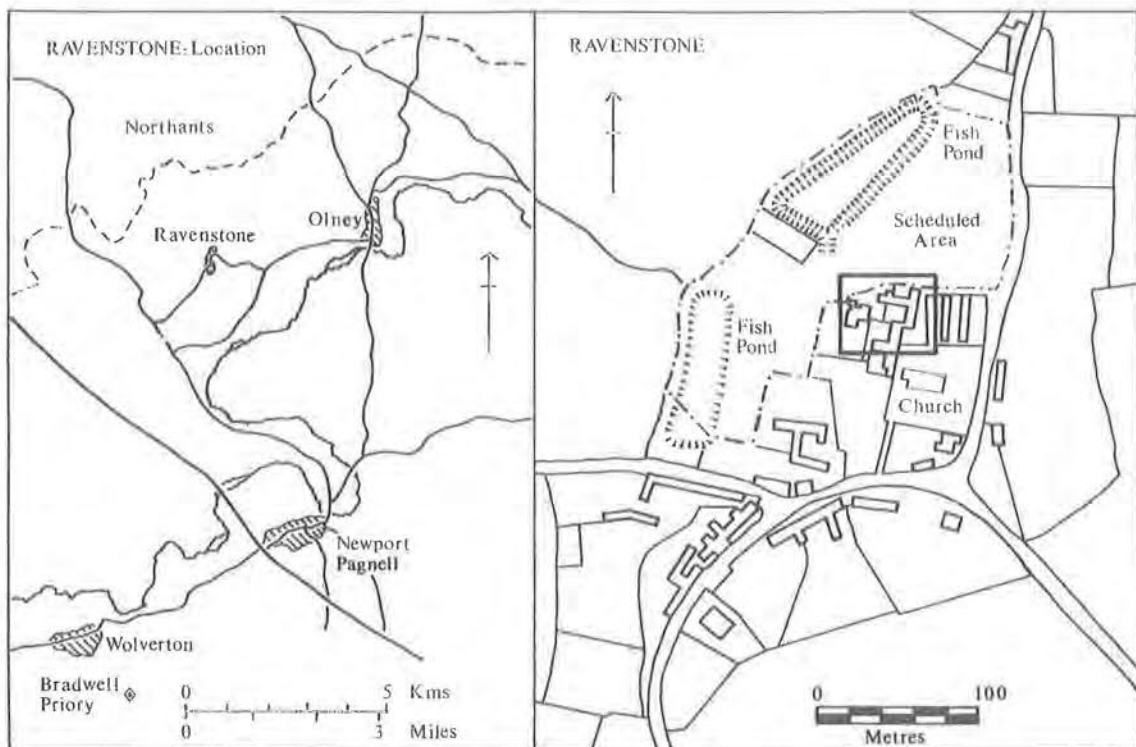 RAVENSTONE: Location
Northants
Olney
Ravenstone
Newport
Pagnell
Wolverton
Bradwell
Priory
0 5 Kms
0 3
Miles
RAVENSTONE
Fish
Pond
Scheduled
Area
Fish
Pond
Church
0 100
Metres